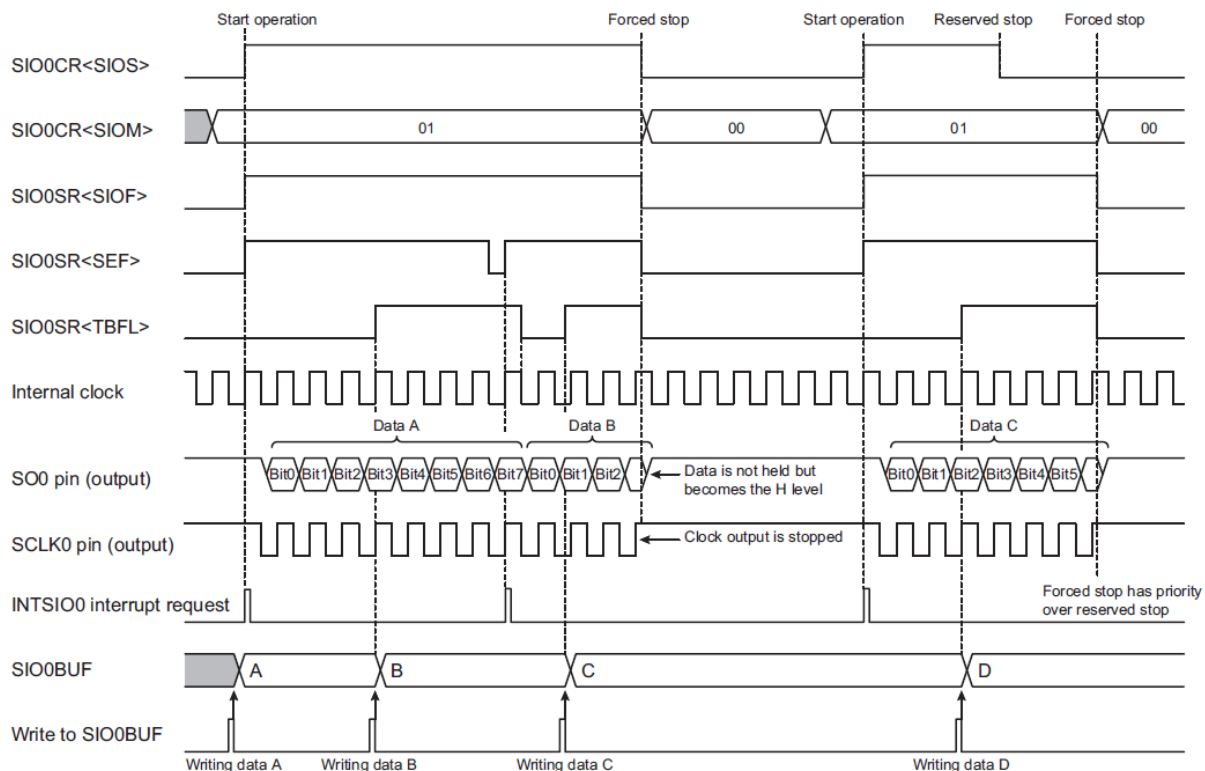 Start operation Forced stop Start operation Reserved stop Forced stop
SIO0CR<SIOS>
SIO0CR<SIOM> 01 00 01 00
SIO0SR<SIOF>
SIO0SR<SEF>
SIO0SR<TBFL>
Internal clock
Data A Data B Data C
SO0 pin (output) Bit0 Bit1 Bit2 Bit3 Bit4 Bit5 Bit6 Bit7 Bit0 Bit1 Bit2 Data is not held but Bit0 Bit1 Bit2 Bit3 Bit4 Bit5
becomes the H level
SCLK0 pin (output) Clock output is stopped
INTSIO0 interrupt request Forced stop has priority
over reserved stop
SIO0BUF A B C D
Write to SIO0BUF
Writing data A Writing data B Writing data C Writing data D